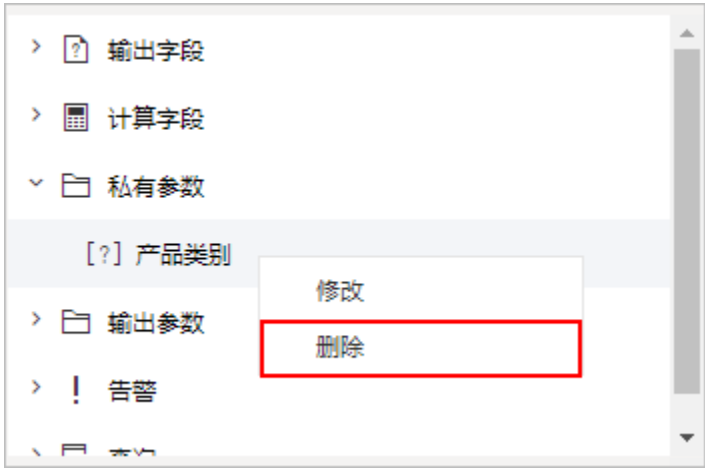 输出字段
计算字段
私有参数
[?] 产品类别
修改
输出参数
删除
告警